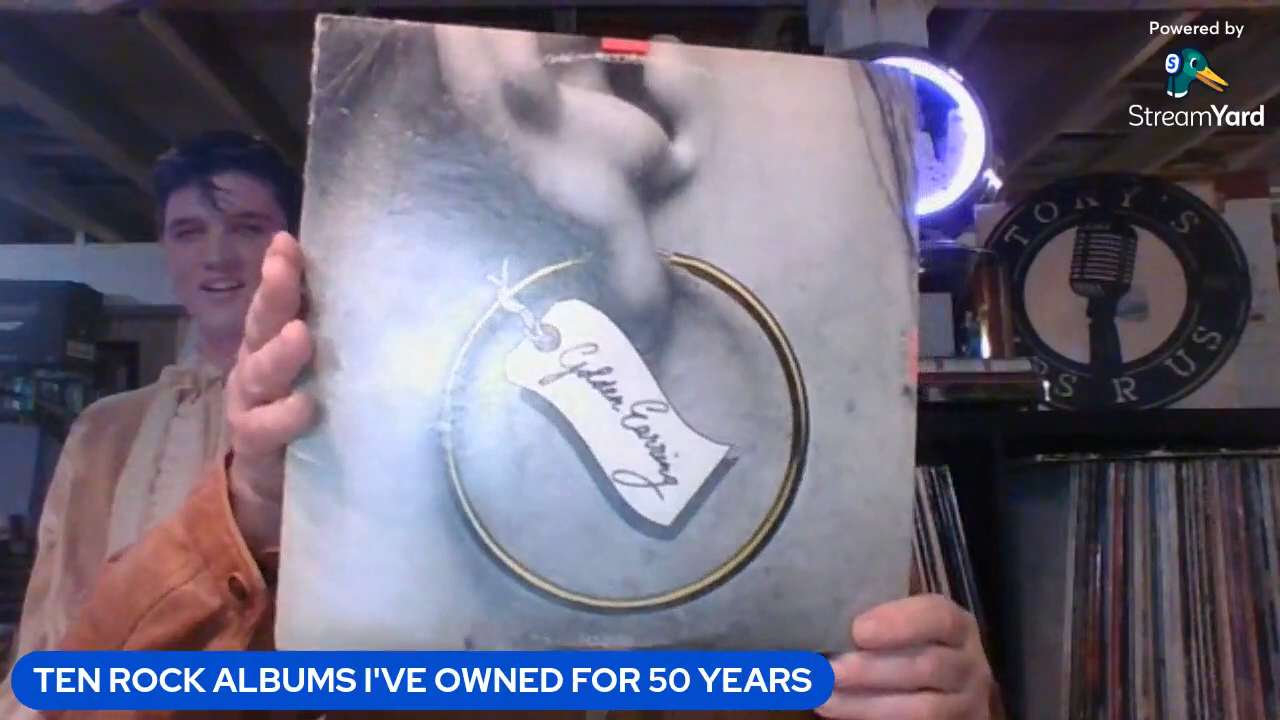 Powered by
StreamYard
TONY'S
R US
Golden Earring
TEN ROCK ALBUMS I'VE OWNED FOR 50 YEARS